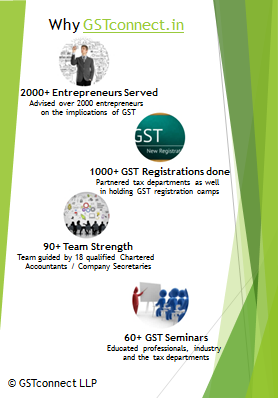 Why GSTconnect.in
2000+ Entrepreneurs Served
Advised over 2000 entrepreneurs
on the implications of GST
GST
New Registrati
1000+ GST Registrations done
Partnered tax departments as well
in holding GST registration camps
90+ Team Strength
Team guided by 18 qualified Chartered
Accountants / Company Secretaries
60+ GST Seminars
Educated professionals, industry
and the tax departments
© GSTconnect LLP